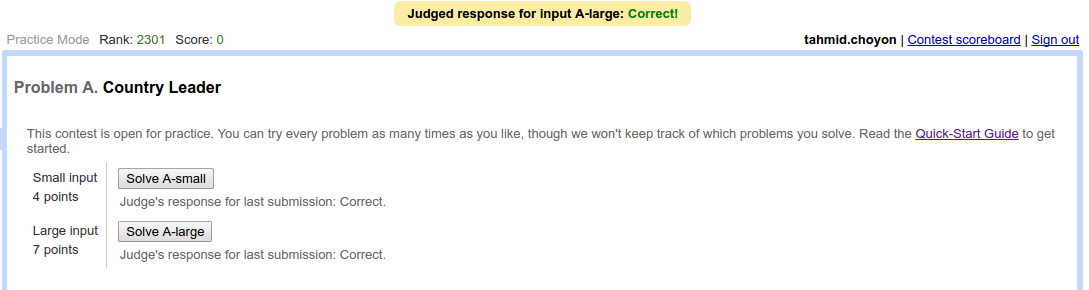 Judged response for input A-large: Correct!
Practice Mode Rank: 2301 Score: 0
tahmid.choyon | Contest scoreboard | Sign out
Problem A. Country Leader
This contest is open for practice. You can try every problem as many times as you like, though we won't keep track of which problems you solve. Read the Quick-Start Guide to get
started.
Small input
4 points
Solve A-small
Judge's response for last submission: Correct.
Large input
7 points
Solve A-large
Judge's response for last submission: Correct.